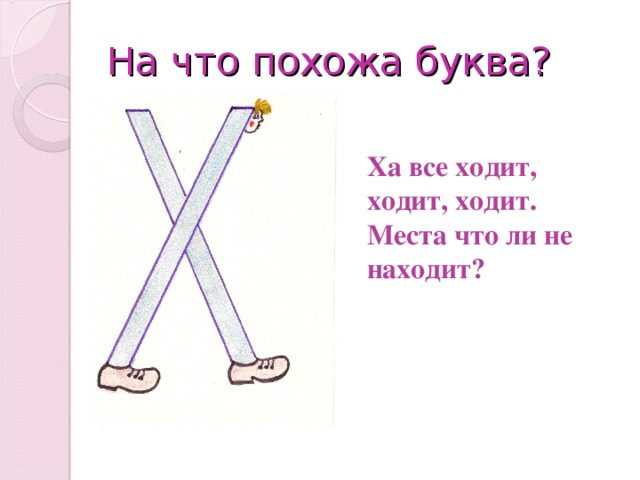 На что похожа буква?
Ха все ходит,
ходит, ходит.
Места что ли не
находит?